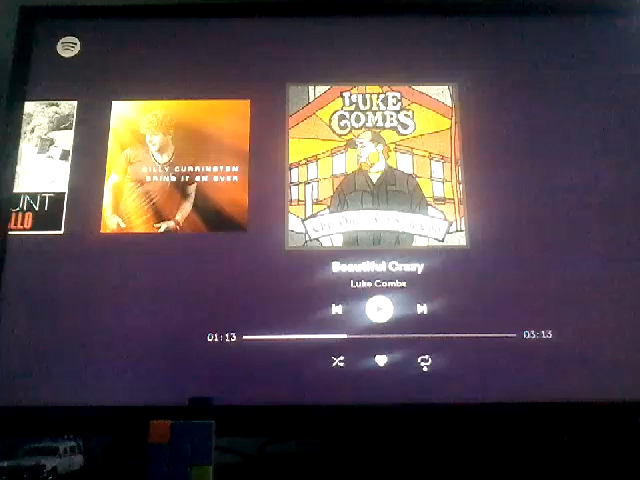 LUKE
COMBS
BILLY CURRINGTON
BRING IT ON OVER
UNT
LLO
Beautiful Crazy
Luke Combs
01:13
03:13